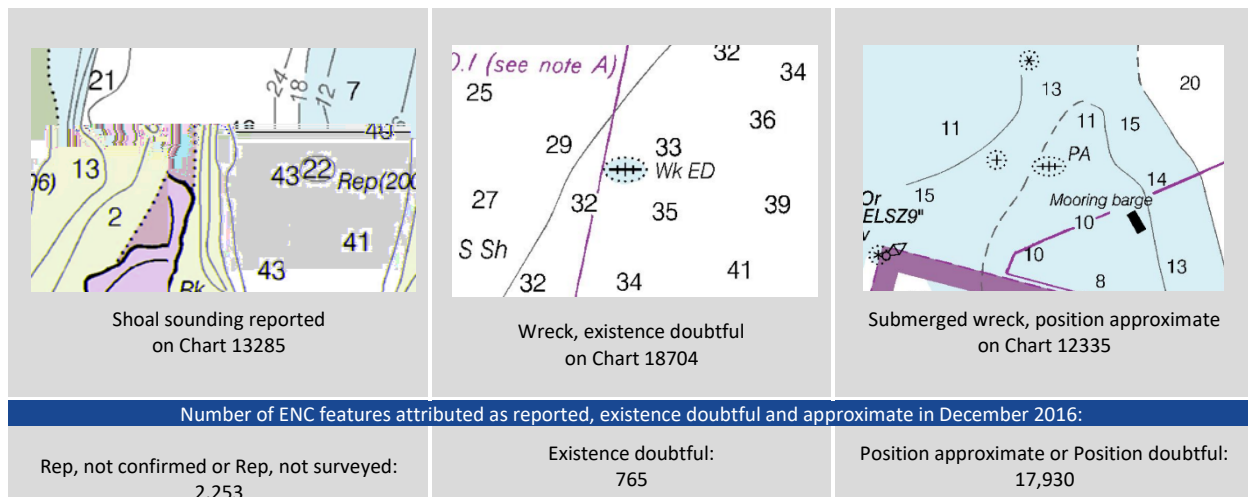 21
24
18
12
7
13
43 22 Rep(200
06)
2
41
43
Rk
O.I (see note A)
32
34
25
36
29
33
Wk ED
27
32
35
39
S Sh
41
32
34
13
20
11
11
15
PA
14
15
Mooring barge
Or
ELSZ9"
10
10
13
8
Shoal sounding reported
on Chart 13285
Wreck, existence doubtful
on Chart 18704
Submerged wreck, position approximate
on Chart 12335
Number of ENC features attributed as reported, existence doubtful and approximate in December 2016:
Rep, not confirmed or Rep, not surveyed:
2,253
Existence doubtful:
765
Position approximate or Position doubtful:
17,930